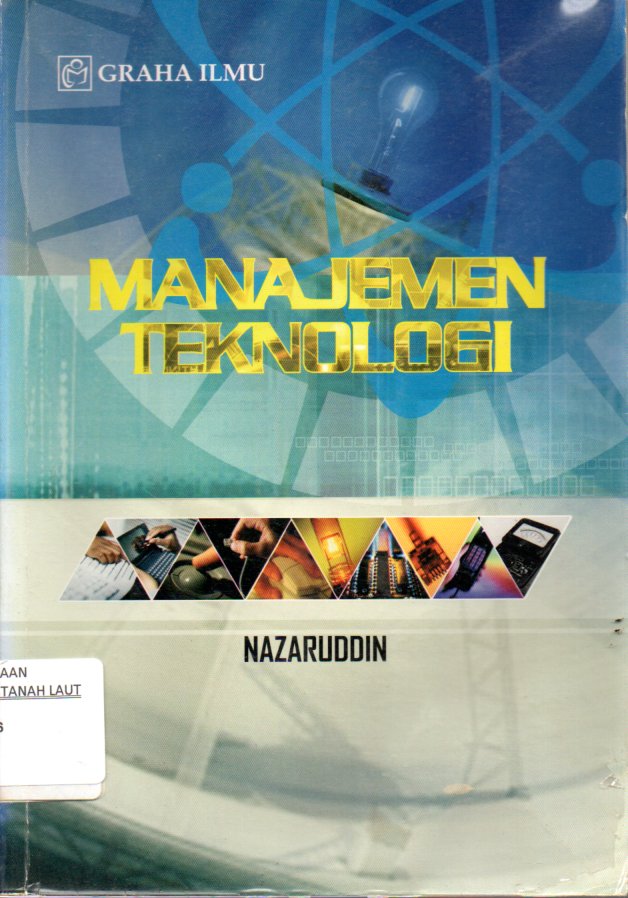 GRAHA ILMU
MANAJEMEN
TEKNOLOGI
NAZARUDDIN
AAN
TANAH LAUT